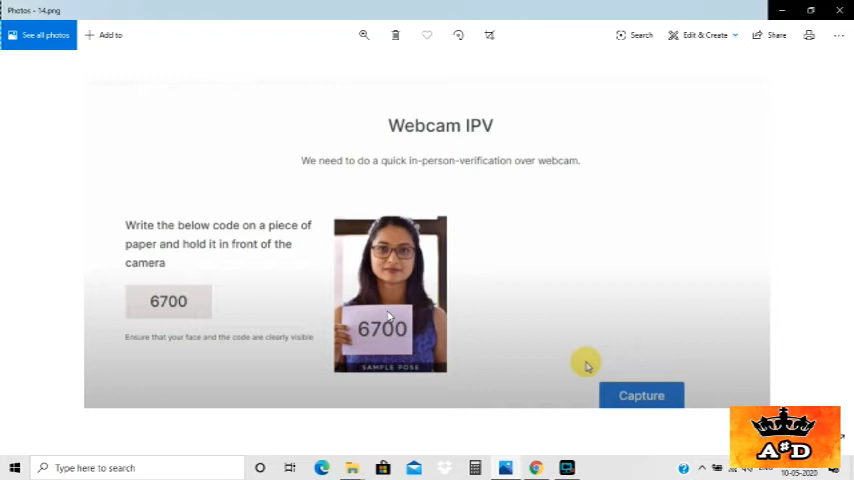 Photos - 14.png
See all photos
Add to
Search
Edit & Create
Share
Webcam IPV
We need to do a quick in-person-verification over webcam.
Write the below code on a piece of
paper and hold it in front of the
camera
6700
Ensure that your face and the code are clearly visible
6700
SAMPLE POSE
Capture
A#D
Type here to search
10-05-2020